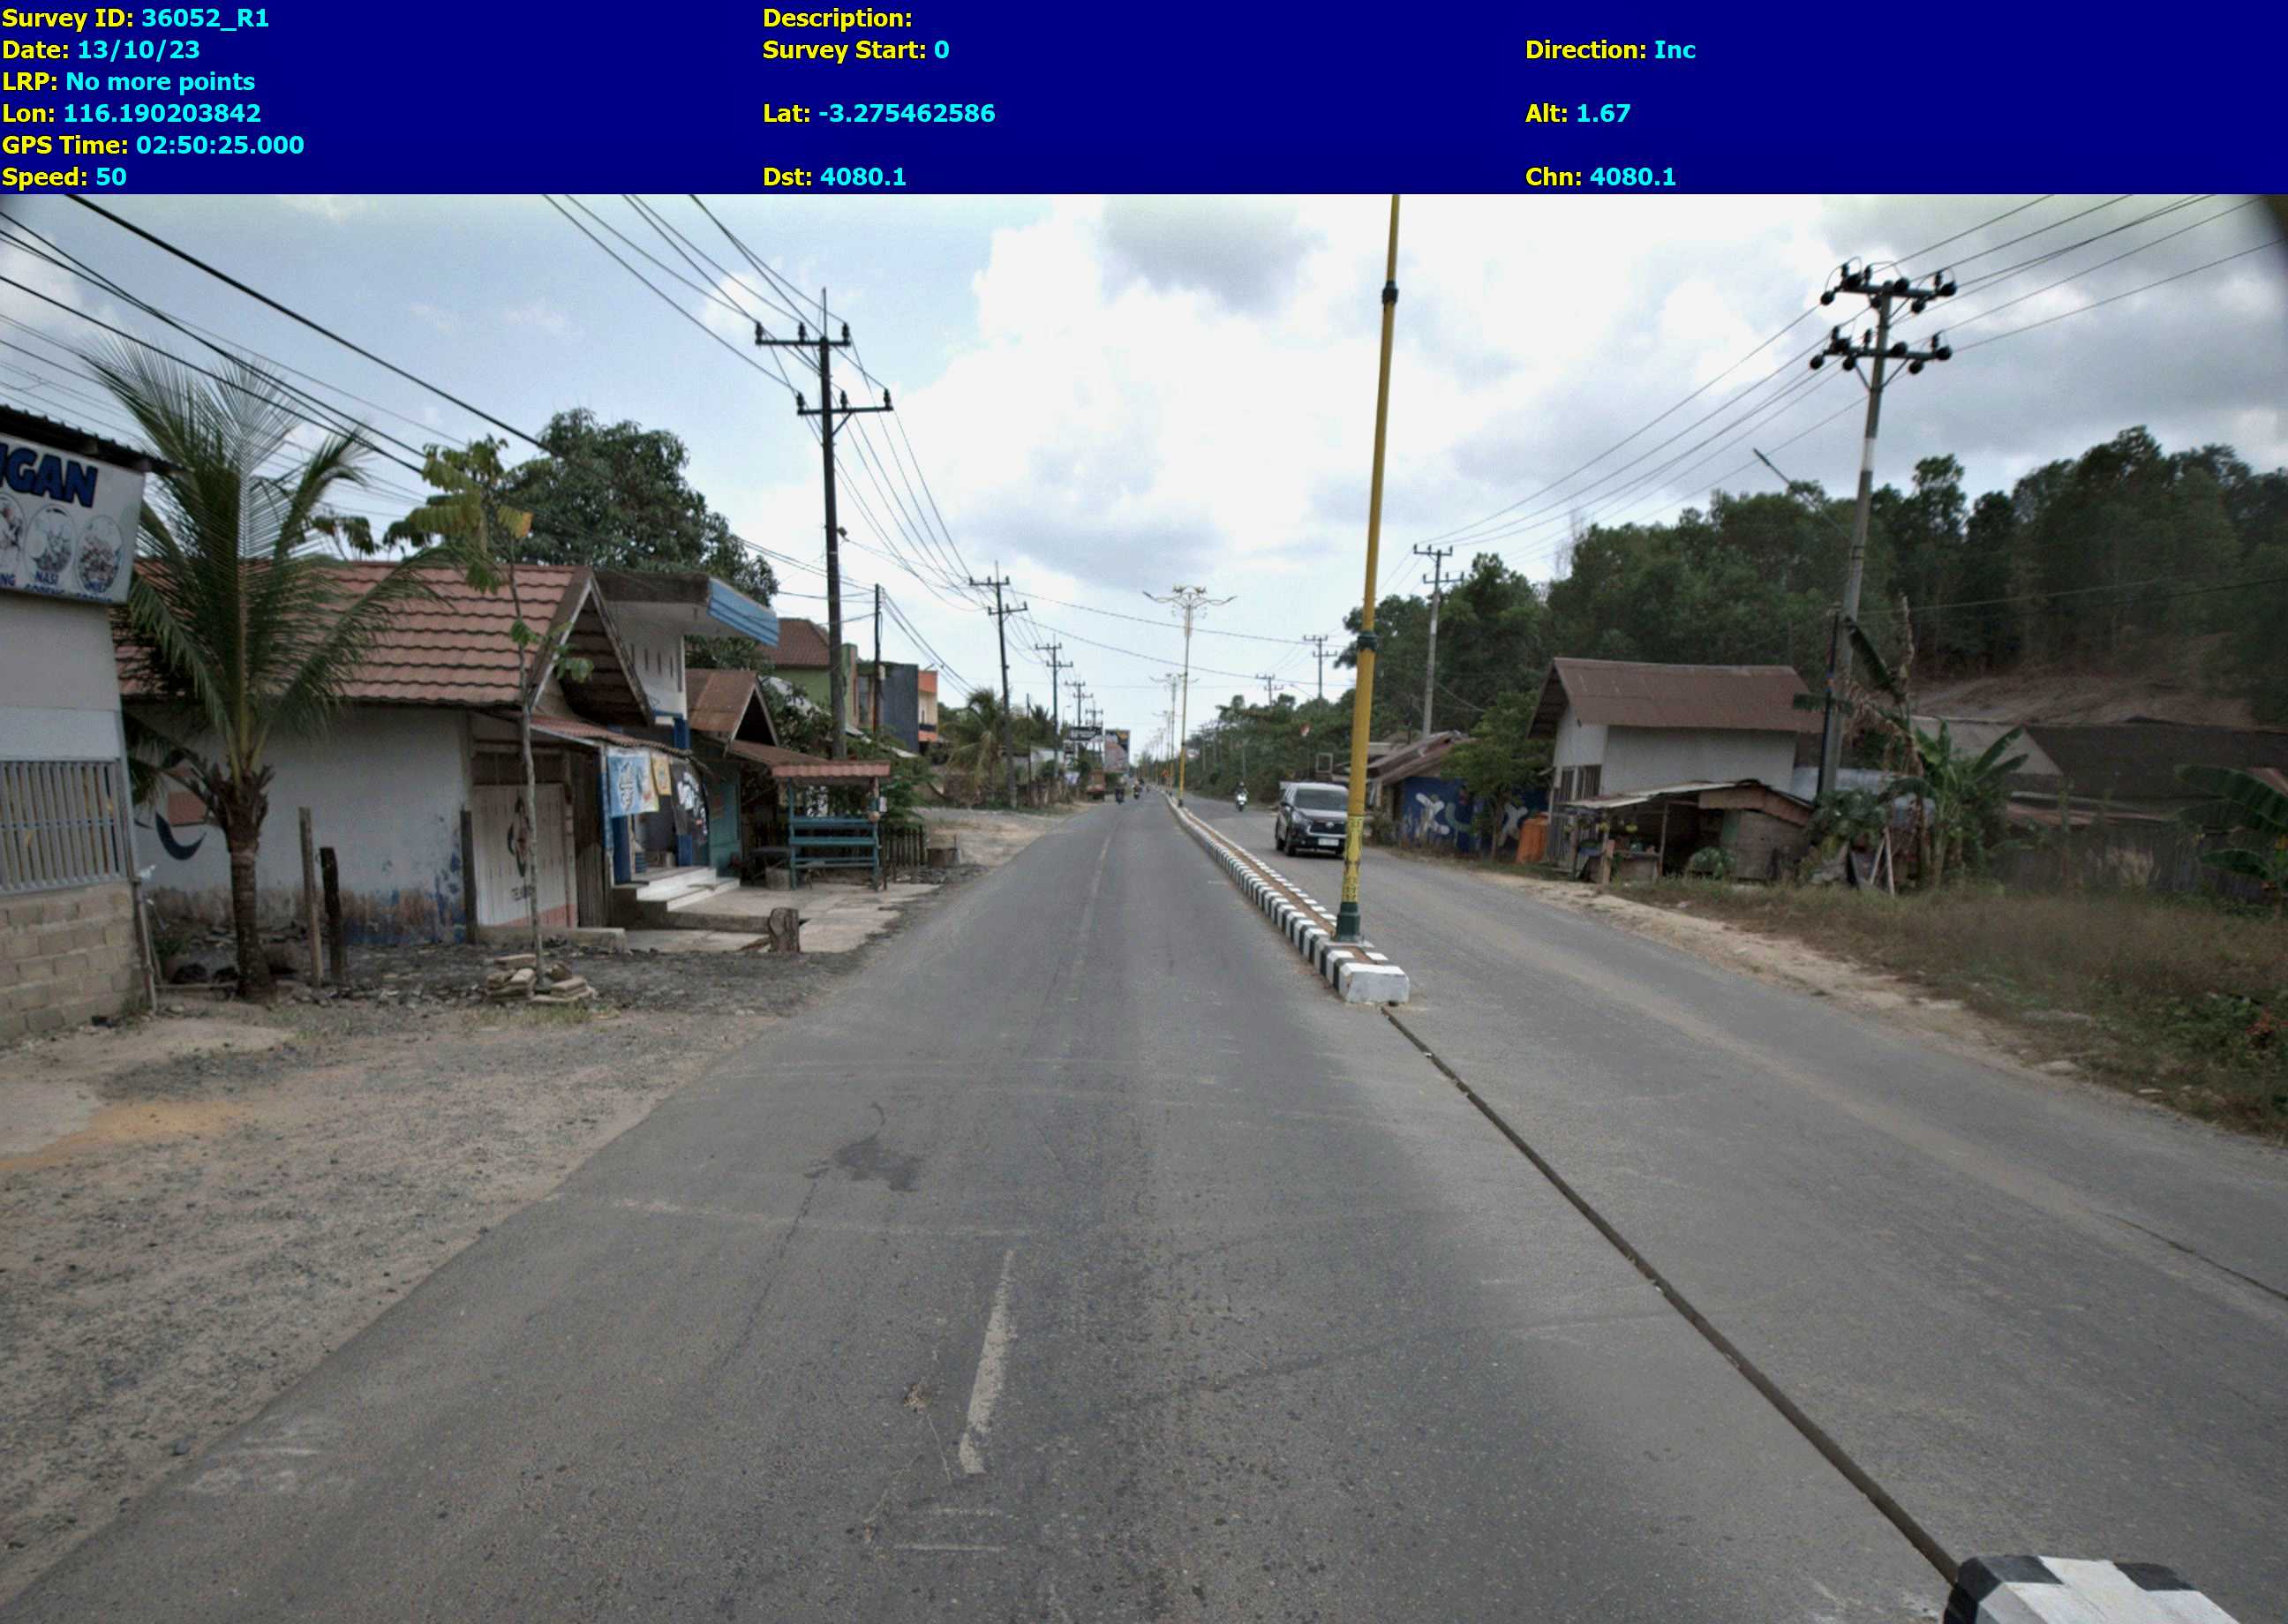 Survey ID: 36052_R1
Description:
Date: 13/10/23
Survey Start: 0
Direction: Inc
LRP: No more points
Lon: 116.190203842
Lat: -3.275462586
Alt: 1.67
GPS Time: 02:50:25.000
Speed: 50
Dst: 4080.1
Chn: 4080.1
NASI